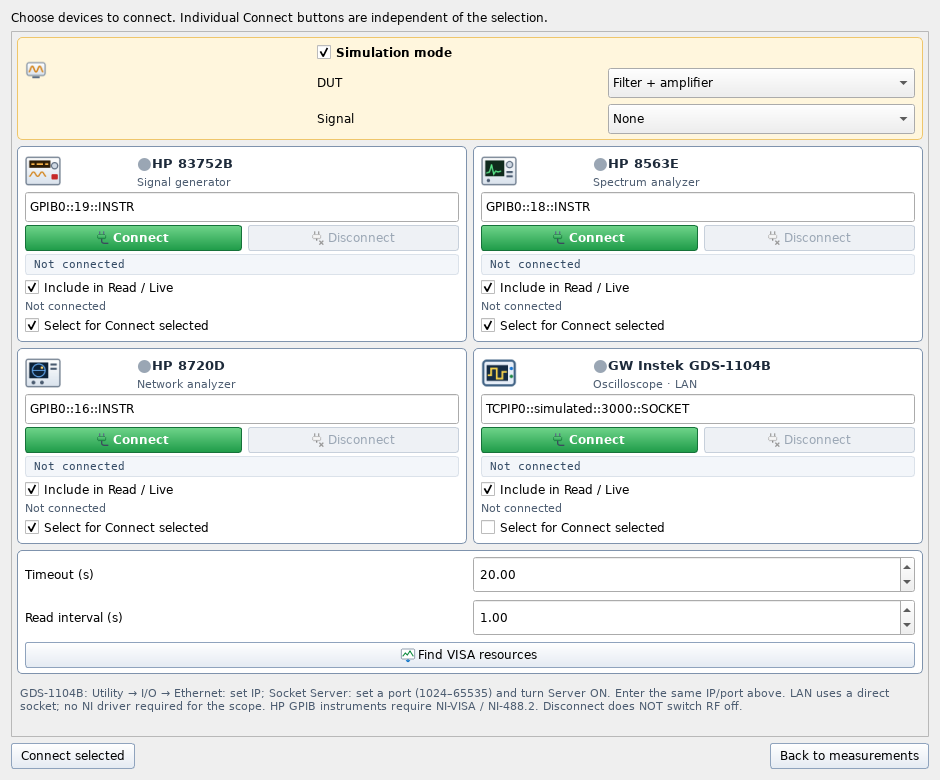 Choose devices to connect. Individual Connect buttons are independent of the selection.
Simulation mode
DUT
Filter + amplifier
Signal
None
HP 83752B
Signal generator
GPIB0::19::INSTR
Connect
Disconnect
Not connected
Include in Read / Live
Not connected
Select for Connect selected
HP 8563E
Spectrum analyzer
GPIB0::18::INSTR
Connect
Disconnect
Not connected
Include in Read / Live
Not connected
Select for Connect selected
HP 8720D
Network analyzer
GPIB0::16::INSTR
Connect
Disconnect
Not connected
Include in Read / Live
Not connected
Select for Connect selected
GW Instek GDS-1104B
Oscilloscope · LAN
TCPIP0::simulated::3000::SOCKET
Connect
Disconnect
Not connected
Include in Read / Live
Not connected
Select for Connect selected
Timeout (s)
20.00
Read interval (s)
1.00
Find VISA resources
GDS-1104B: Utility → I/O → Ethernet: set IP; Socket Server: set a port (1024–65535) and turn Server ON. Enter the same IP/port above. LAN uses a direct
socket; no NI driver required for the scope. HP GPIB instruments require NI-VISA / NI-488.2. Disconnect does NOT switch RF off.
Connect selected
Back to measurements